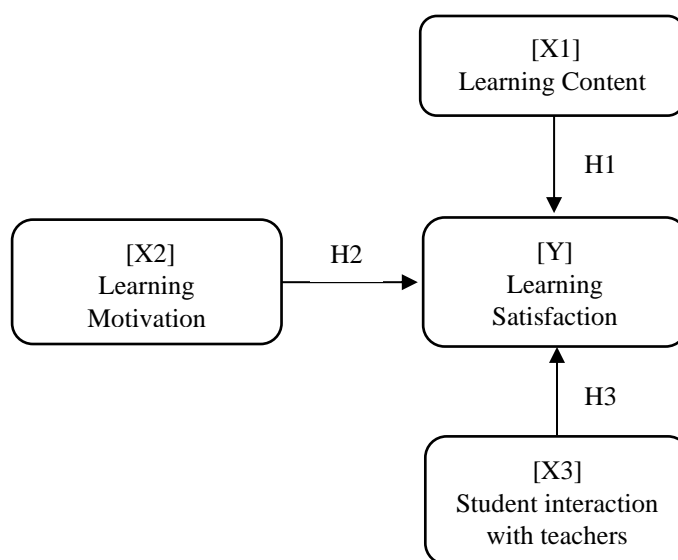 [X1]
Learning Content
H1
[X2]
Learning
Motivation
H2
[Y]
Learning
Satisfaction
H3
[X3]
Student interaction
with teachers